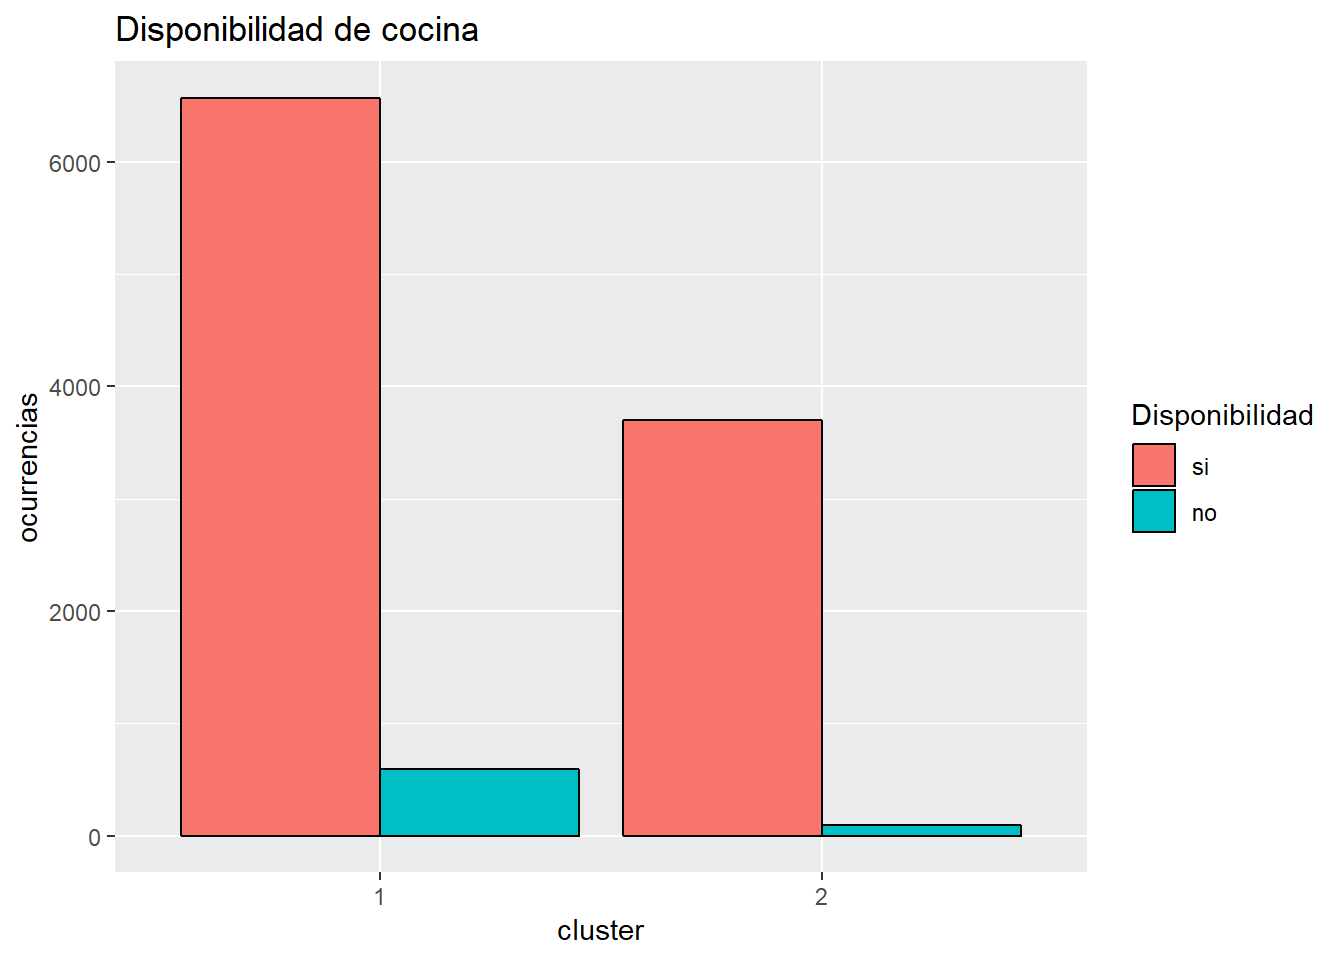 Disponibilidad de cocina
ocurrencias
6000
4000
2000
0
1
2
cluster
Disponibilidad
si
no